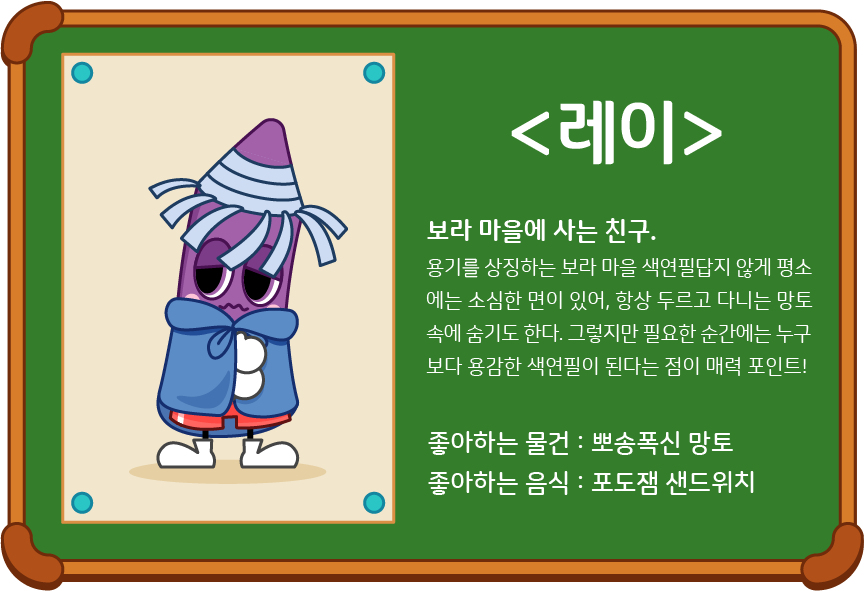 <레이>
보라 마을에 사는 친구.
용기를 상징하는 보라 마을 색연필답지 않게 평소
에는 소심한 면이 있어, 항상 두르고 다니는 망토
속에 숨기도 한다. 그렇지만 필요한 순간에는 누구
보다 용감한 색연필이 된다는 점이 매력 포인트!
좋아하는 물건 : 뽀송폭신 망토
좋아하는 음식 : 포도잼 샌드위치